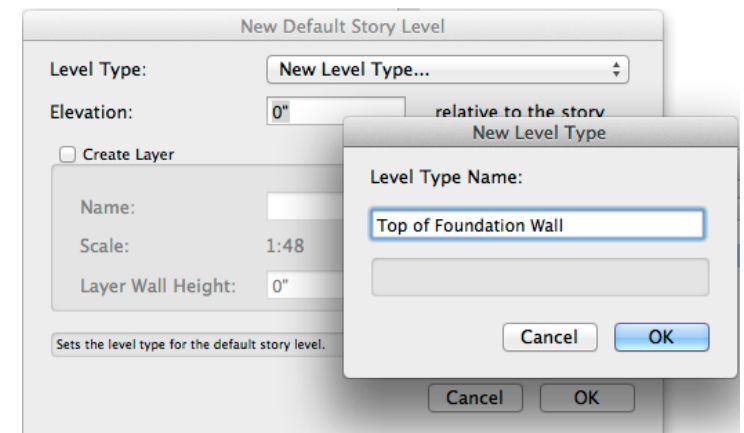 New Default Story Level
Level Type: New Level Type...
Elevation: 0" relative to the story
Create Layer
Name:
Scale: 1:48
Layer Wall Height: 0"
Sets the level type for the default story level.
Cancel OK
New Level Type
Level Type Name:
Top of Foundation Wall
Cancel OK